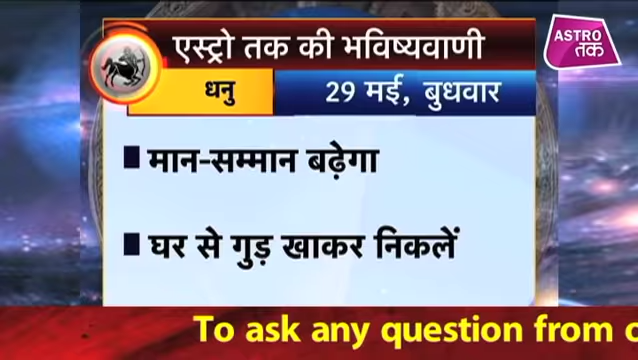 एस्ट्रो तक की भविष्यवाणी
ASTRO
तक
धनु
29 मई, बुधवार
मान-सम्मान बढ़ेगा
घर से गुड़ खाकर निकलें
To ask any question from